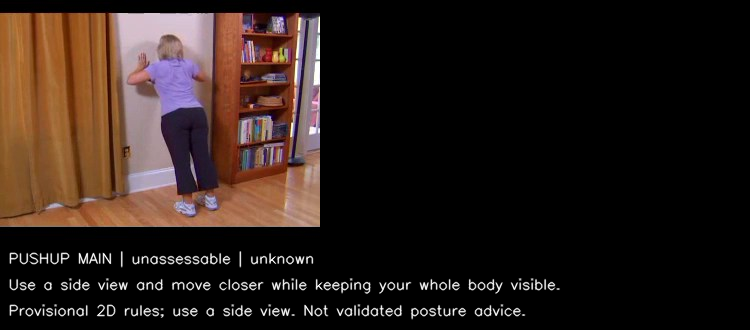 PUSHUP MAIN | unassessable | unknown
Use a side view and move closer while keeping your whole body visible.
Provisional 2D rules; use a side view. Not validated posture advice.